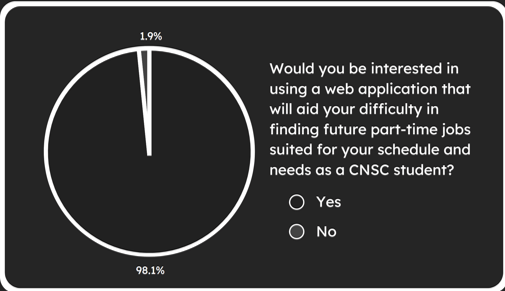 1.9%
Would you be interested in
using a web application that
will aid your difficulty in
finding future part-time jobs
suited for your schedule and
needs as a CNSC student?
Yes
No
98.1%